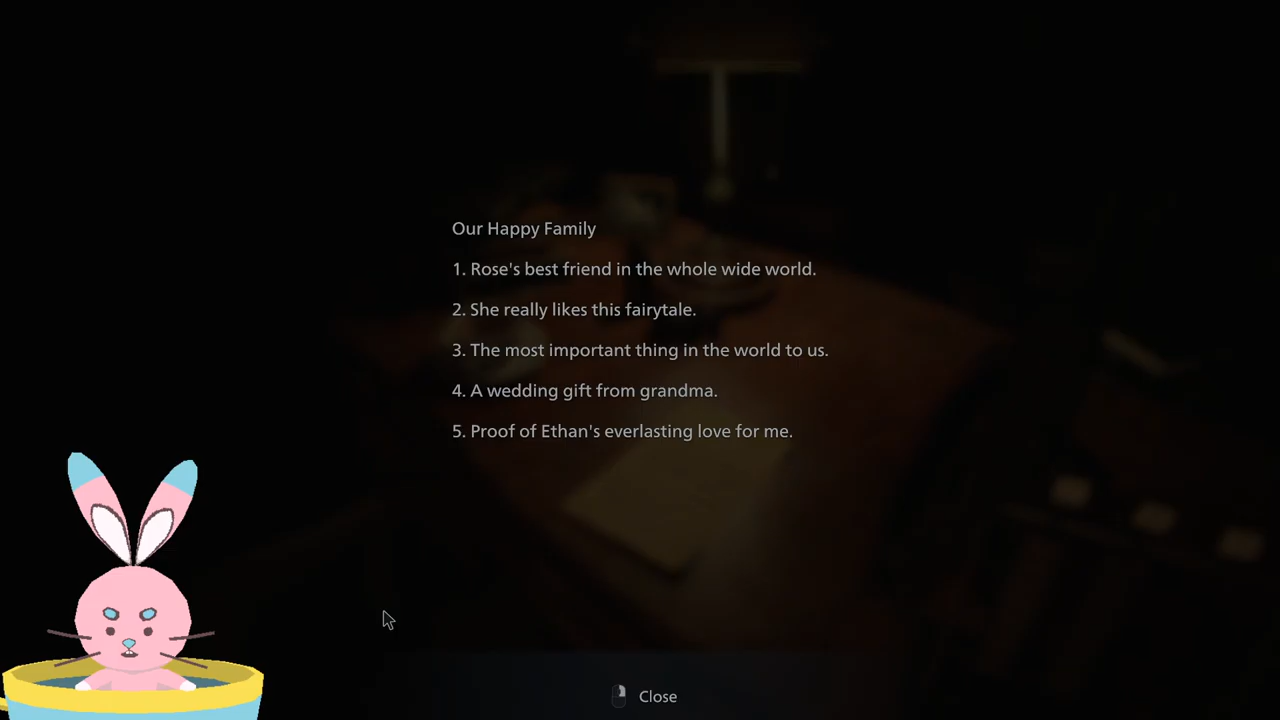 Our Happy Family
1. Rose's best friend in the whole wide world.
2. She really likes this fairytale.
3. The most important thing in the world to us.
4. A wedding gift from grandma.
5. Proof of Ethan's everlasting love for me.
Close